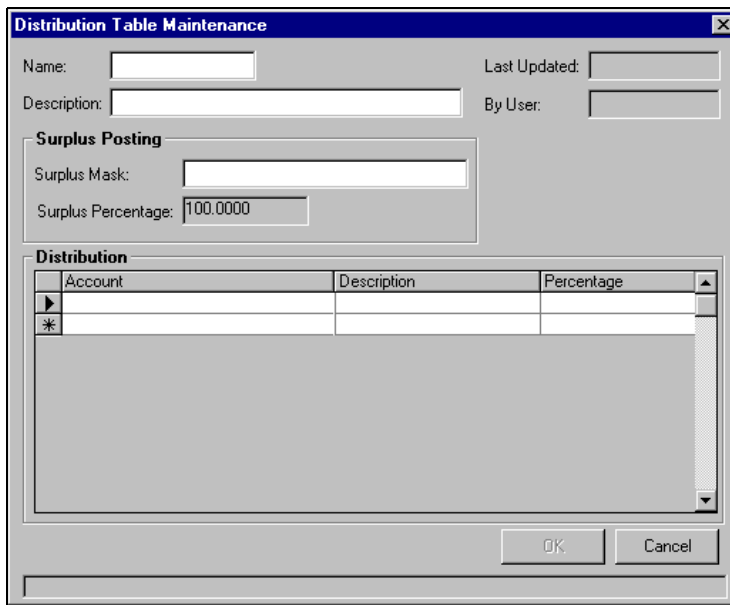 Distribution Table Maintenance
Name:
Last Updated:
Description:
By User:
Surplus Posting
Surplus Mask:
Surplus Percentage: 100.0000
Distribution
Account Description Percentage
OK Cancel